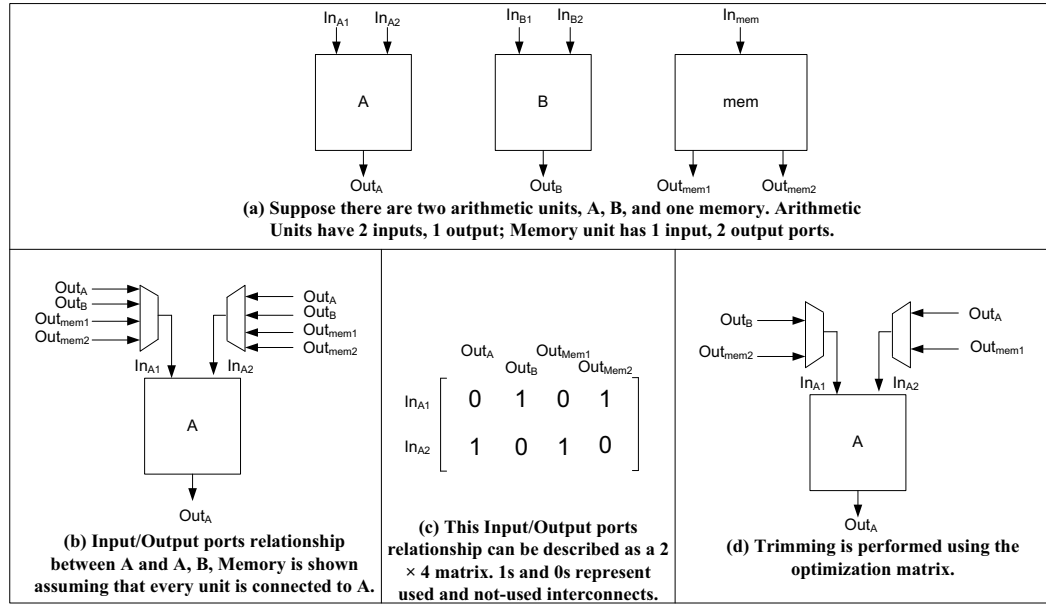 In_A1 In_A2 In_B1 In_B2 In_mem
A B mem
Out_A Out_B Out_mem1 Out_mem2
(a) Suppose there are two arithmetic units, A, B, and one memory. Arithmetic
Units have 2 inputs, 1 output; Memory unit has 1 input, 2 output ports.
Out_A
Out_B
Out_mem1
Out_mem2
Out_A
Out_B
Out_mem1
Out_mem2
In_A1 In_A2
A
Out_A
(b) Input/Output ports relationship
between A and A, B, Memory is shown
assuming that every unit is connected to A.
Out_A Out_Mem1
Out_B Out_Mem2
In_A1 0 1 0 1
In_A2 1 0 1 0
(c) This Input/Output ports
relationship can be described as a 2
× 4 matrix. 1s and 0s represent
used and not-used interconnects.
Out_B
Out_mem2
Out_A
Out_mem1
In_A1 In_A2
A
Out_A
(d) Trimming is performed using the
optimization matrix.